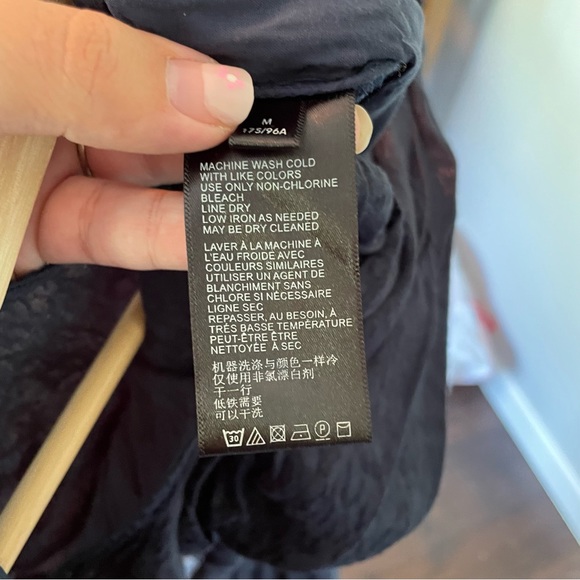 M
175/96A
MACHINE WASH COLD
WITH LIKE COLORS
USE ONLY NON-CHLORINE
BLEACH
LINE DRY
LOW IRON AS NEEDED
MAY BE DRY CLEANED
LAVER À LA MACHINE À
L'EAU FROIDE AVEC
COULEURS SIMILAIRES
UTILISER UN AGENT DE
BLANCHIMENT SANS
CHLORE SI NÉCESSAIRE
LIGNE SEC
REPASSER, AU BESOIN, À
TRÈS BASSE TEMPÉRATURE
PEUT-ÊTRE ÊTRE
NETTOYÉE À SEC
机器洗涤与颜色一样冷
仅使用非氯漂白剂
干一行
低铁需要
可以干洗
30 P